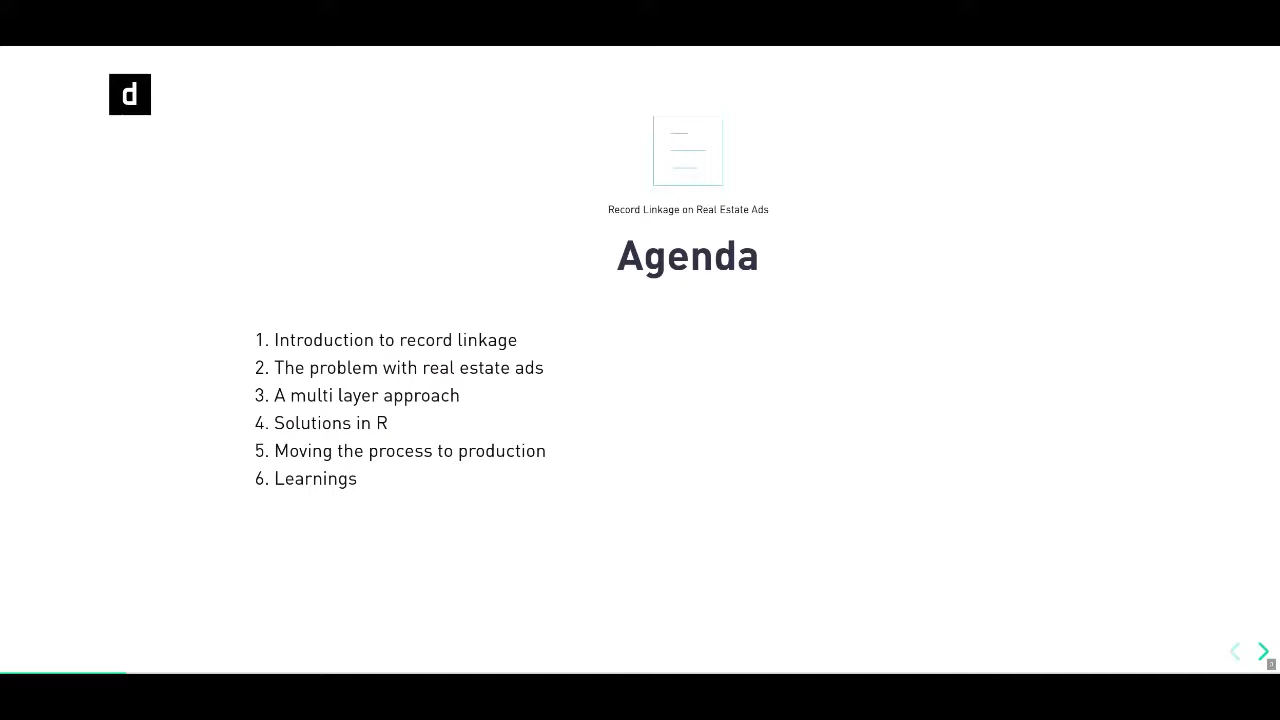 d
Record Linkage on Real Estate Ads
Agenda
1. Introduction to record linkage
2. The problem with real estate ads
3. A multi layer approach
4. Solutions in R
5. Moving the process to production
6. Learnings